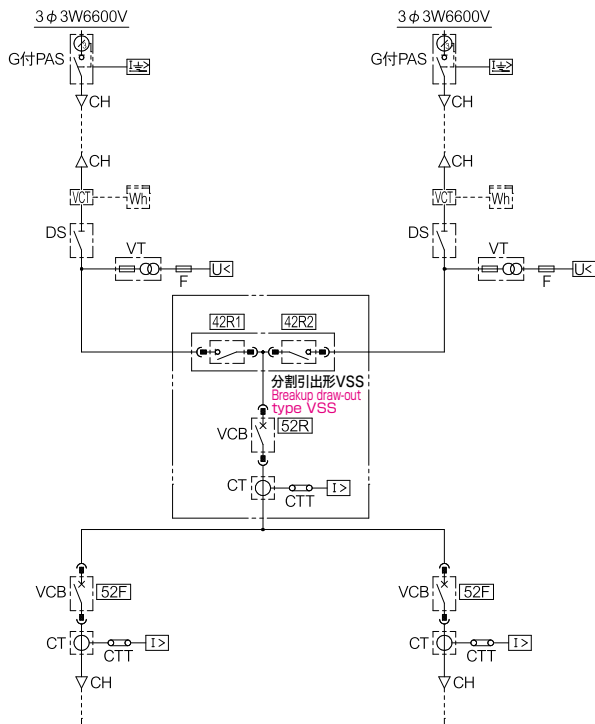 3φ3W6600V 3φ3W6600V
G付PAS I⏚> G付PAS I⏚>
CH CH
CH CH
VCT Wh VCT Wh
DS DS
VT VT
U< U<
F F
42R1 42R2
分割引出形VSS
Breakup draw-out
type VSS
VCB 52R
CT I>
CTT
VCB 52F VCB 52F
CT I> CT I>
CTT CTT
CH CH